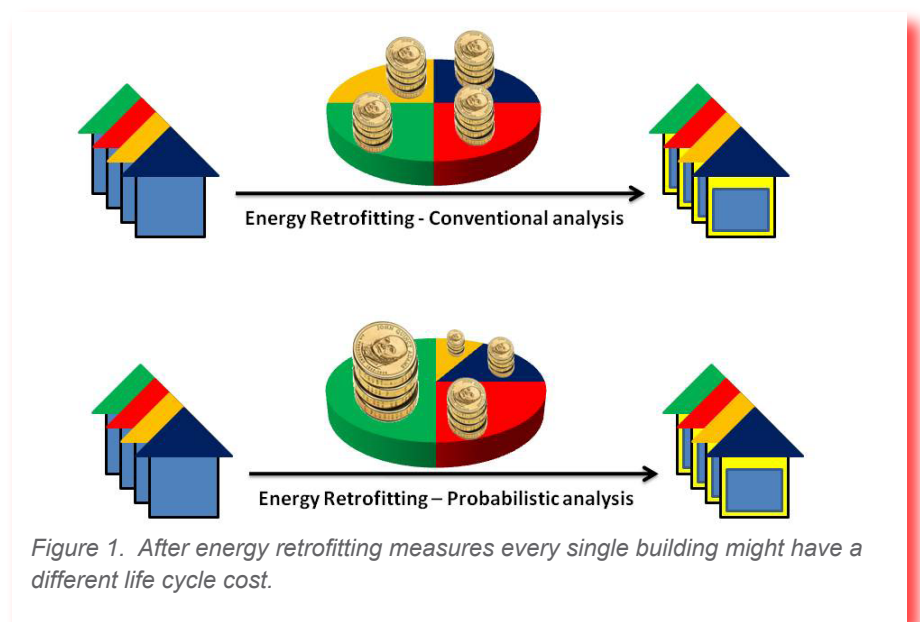 Energy Retrofitting - Conventional analysis
Energy Retrofitting – Probabilistic analysis
Figure 1.  After energy retrofitting measures every single building might have a
different life cycle cost.